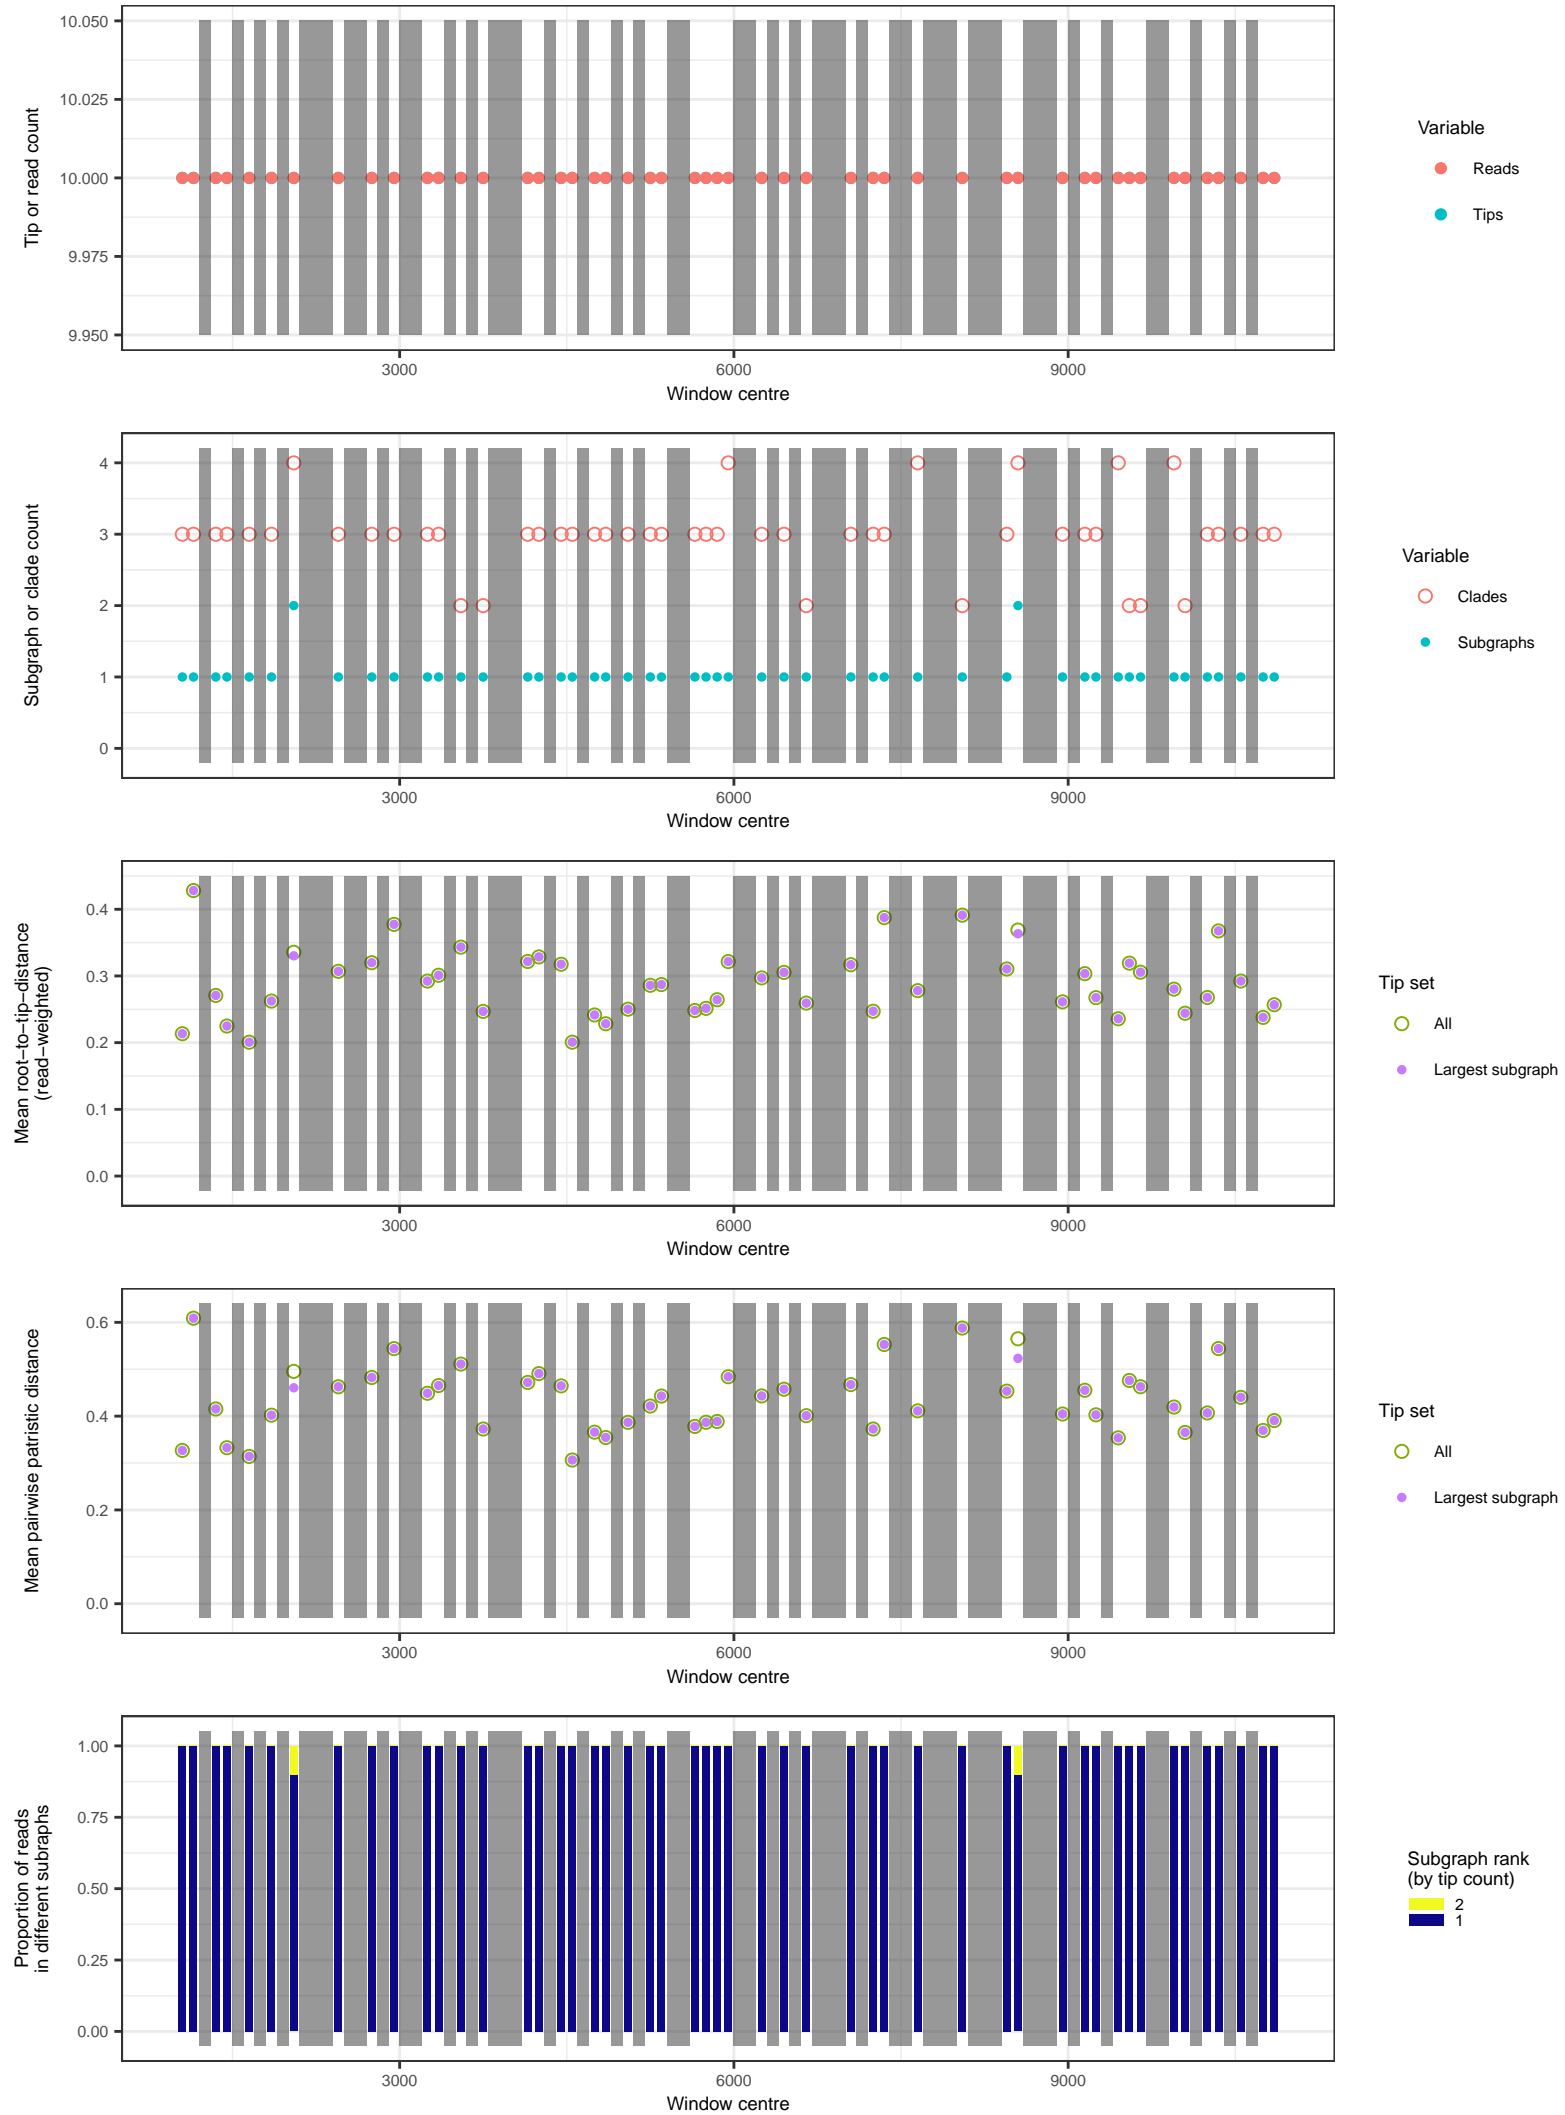 10.050
10.025
10.000
9.975
9.950
Tip or read count
3000
6000
9000
Window centre
Variable
Reads
Tips
4
3
2
1
0
Subgraph or clade count
3000
6000
9000
Window centre
Variable
Clades
Subgraphs
0.4
0.3
0.2
0.1
0.0
Mean root−to−tip−distance
(read−weighted)
3000
6000
9000
Window centre
Tip set
All
Largest subgraph
0.6
0.4
0.2
0.0
Mean pairwise patristic distance
3000
6000
9000
Window centre
Tip set
All
Largest subgraph
1.00
0.75
0.50
0.25
0.00
Proportion of reads
in different subraphs
3000
6000
9000
Window centre
Subgraph rank
(by tip count)
2
1